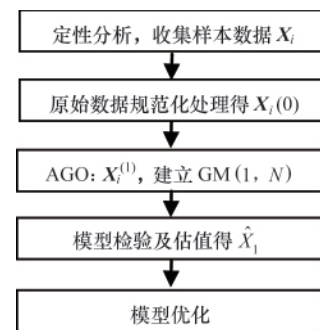 定性分析，收集样本数据 Xᵢ
原始数据规范化处理得 Xᵢ(0)
AGO：Xᵢ⁽¹⁾，建立 GM(1，N)
模型检验及估值得 X̂₁
模型优化